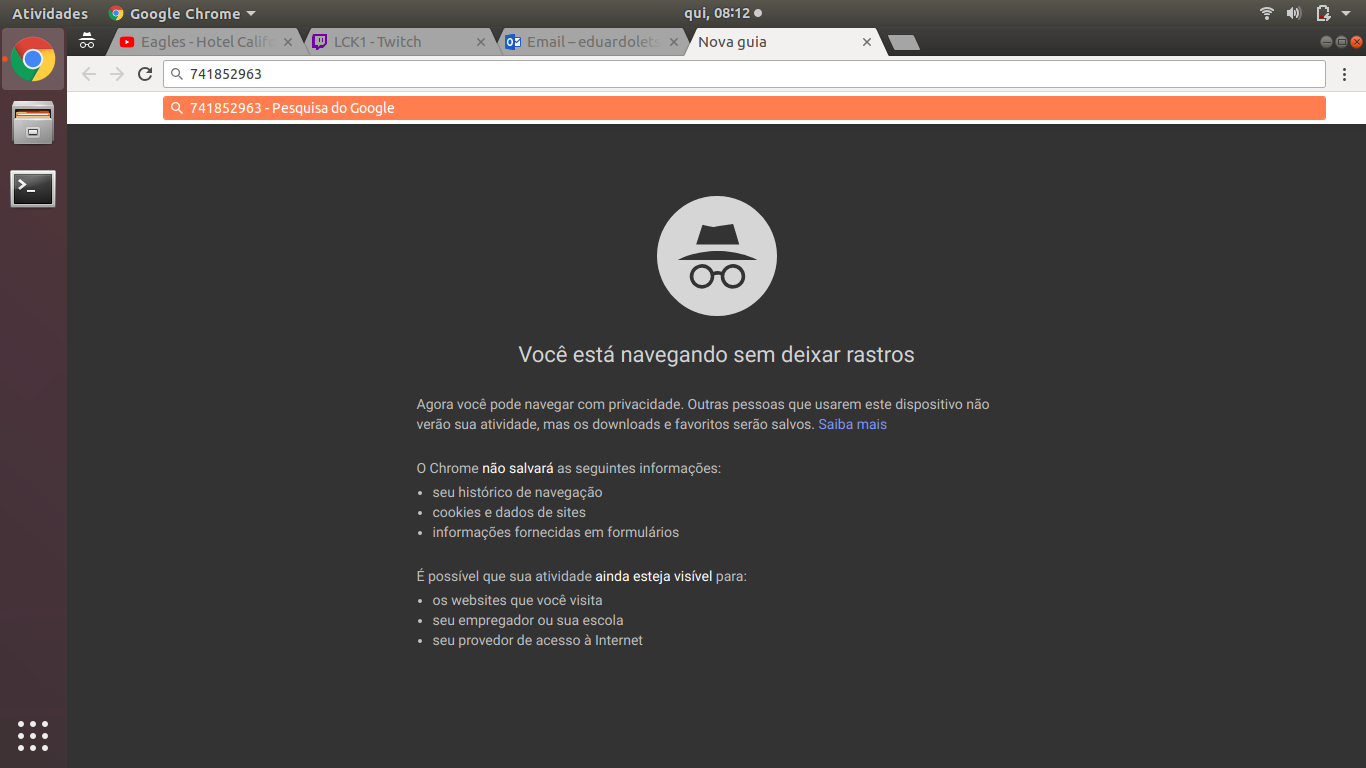 Atividades Google Chrome qui, 08:12
Eagles - Hotel Califo LCK1 - Twitch Email – eduardolets Nova guia
741852963
741852963 - Pesquisa do Google
Você está navegando sem deixar rastros
Agora você pode navegar com privacidade. Outras pessoas que usarem este dispositivo não
verão sua atividade, mas os downloads e favoritos serão salvos. Saiba mais
O Chrome não salvará as seguintes informações:
• seu histórico de navegação
• cookies e dados de sites
• informações fornecidas em formulários
É possível que sua atividade ainda esteja visível para:
• os websites que você visita
• seu empregador ou sua escola
• seu provedor de acesso à Internet